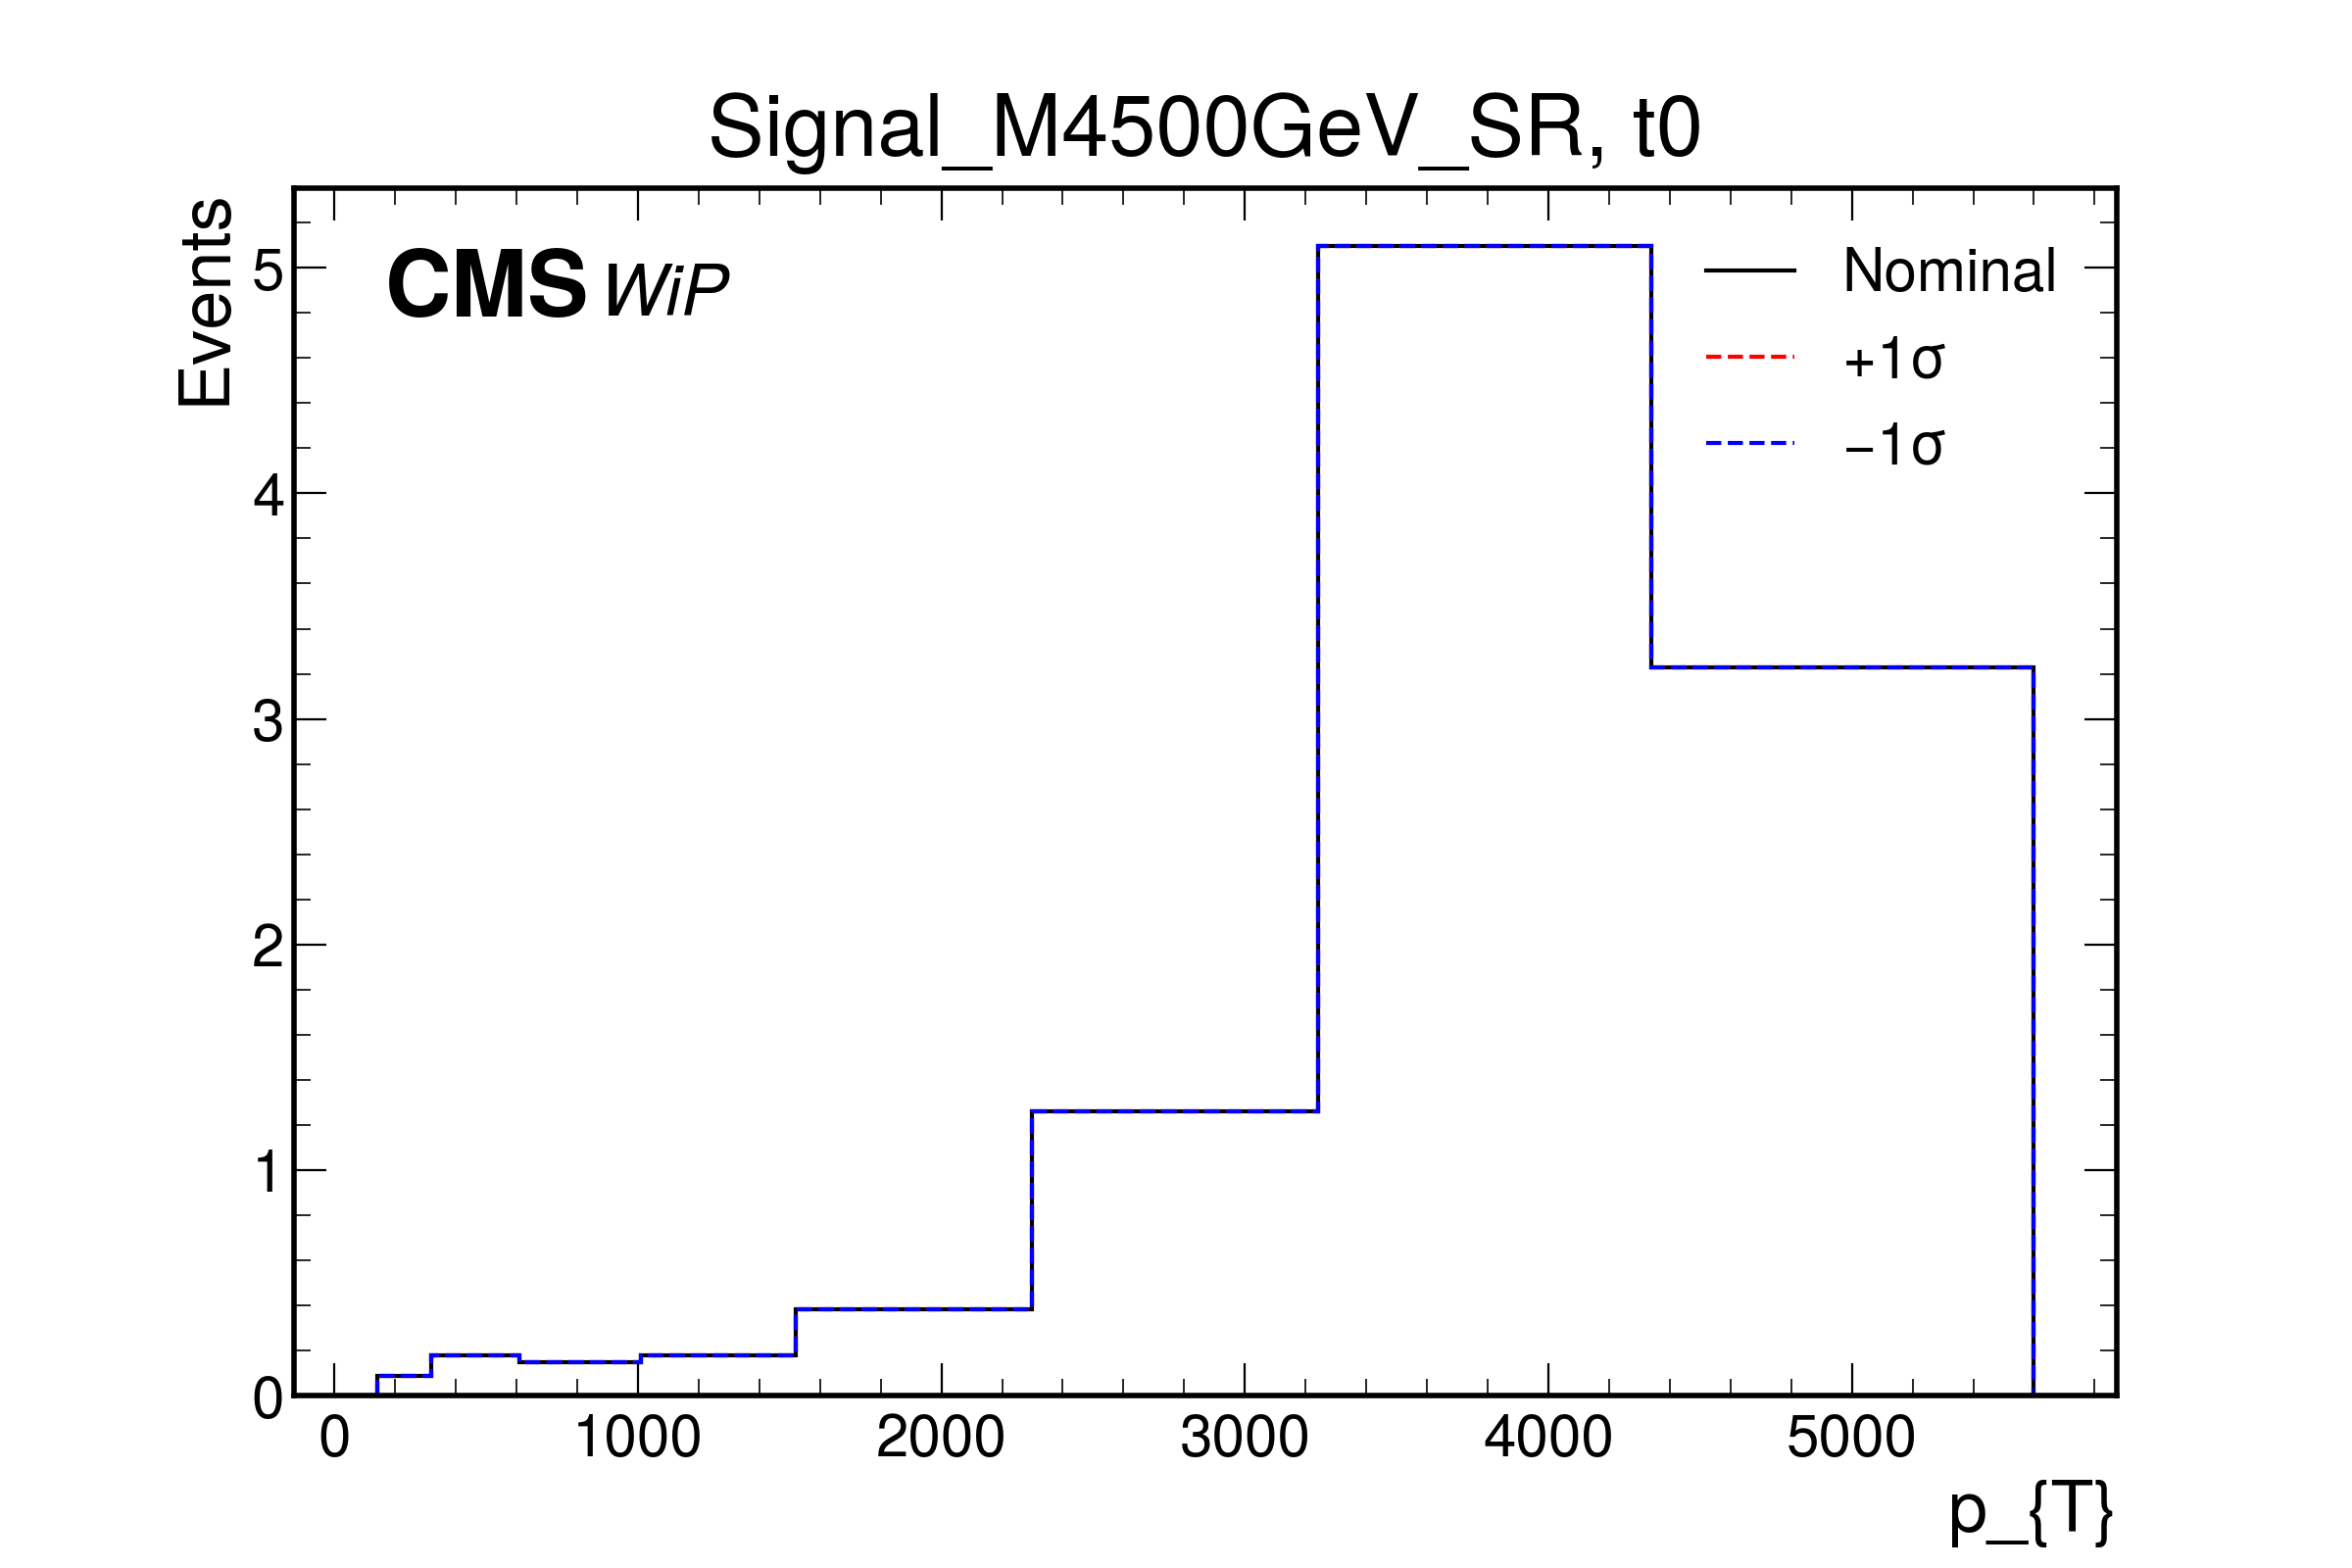 Signal_M4500GeV_SR, t0
Events
CMS WiP
Nominal
+1σ
−1σ
5
4
3
2
1
0
0 1000 2000 3000 4000 5000
p_{T}